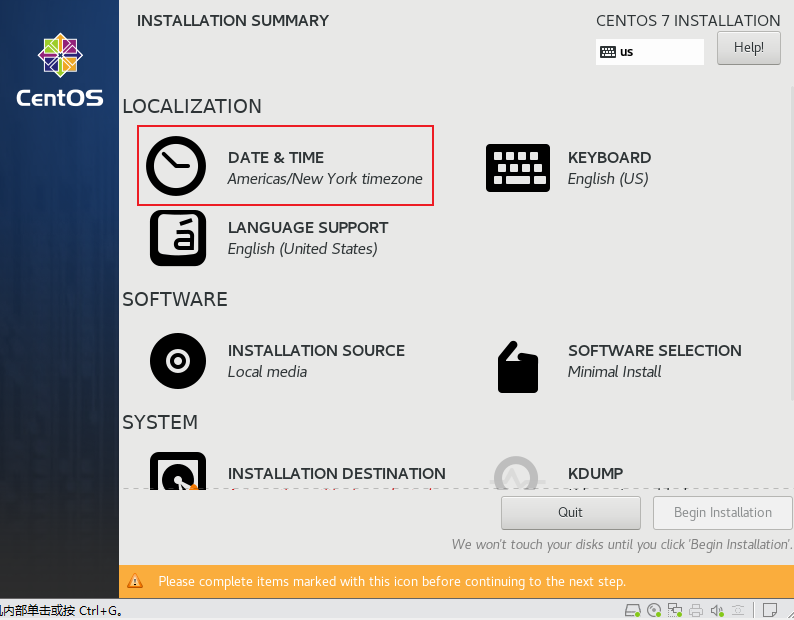 INSTALLATION SUMMARY
CENTOS 7 INSTALLATION
us
Help!
CentOS
LOCALIZATION
DATE & TIME
Americas/New York timezone
KEYBOARD
English (US)
á
LANGUAGE SUPPORT
English (United States)
SOFTWARE
INSTALLATION SOURCE
Local media
SOFTWARE SELECTION
Minimal Install
SYSTEM
INSTALLATION DESTINATION
KDUMP
Quit
Begin Installation
We won't touch your disks until you click 'Begin Installation'.
Please complete items marked with this icon before continuing to the next step.
内部单击或按 Ctrl+G。